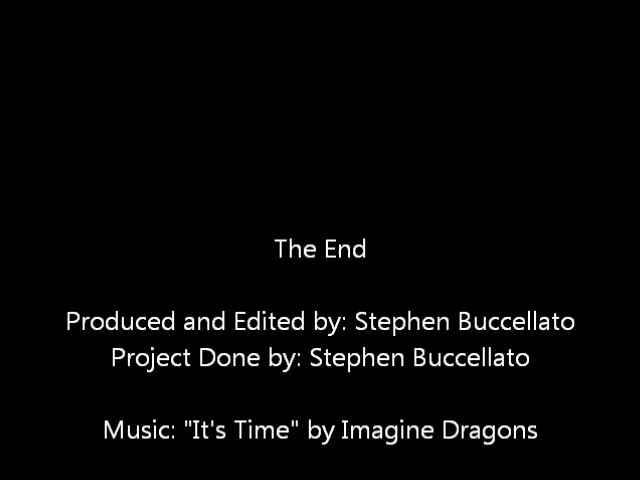 The End
Produced and Edited by: Stephen Buccellato
Project Done by: Stephen Buccellato
Music: "It's Time" by Imagine Dragons